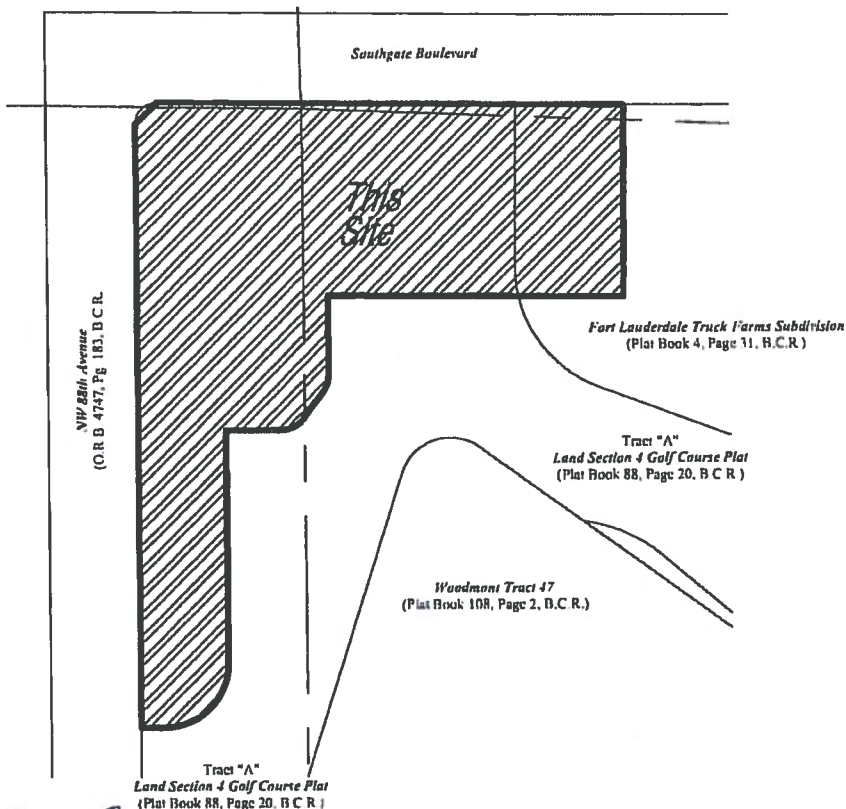 Southgate Boulevard
This
Site
NW 88th Avenue
(O.R.B. 4747, Pg. 183, B.C.R.
Fort Lauderdale Truck Farms Subdivision
(Plat Book 4, Page 31, B.C.R.)
Tract "A"
Land Section 4 Golf Course Plat
(Plat Book 88, Page 20, B C R )
Woodmont Tract 47
(Plat Book 108, Page 2, B.C.R.)
Tract "A"
Land Section 4 Golf Course Plat
(Plat Book 88, Page 20, B C R )